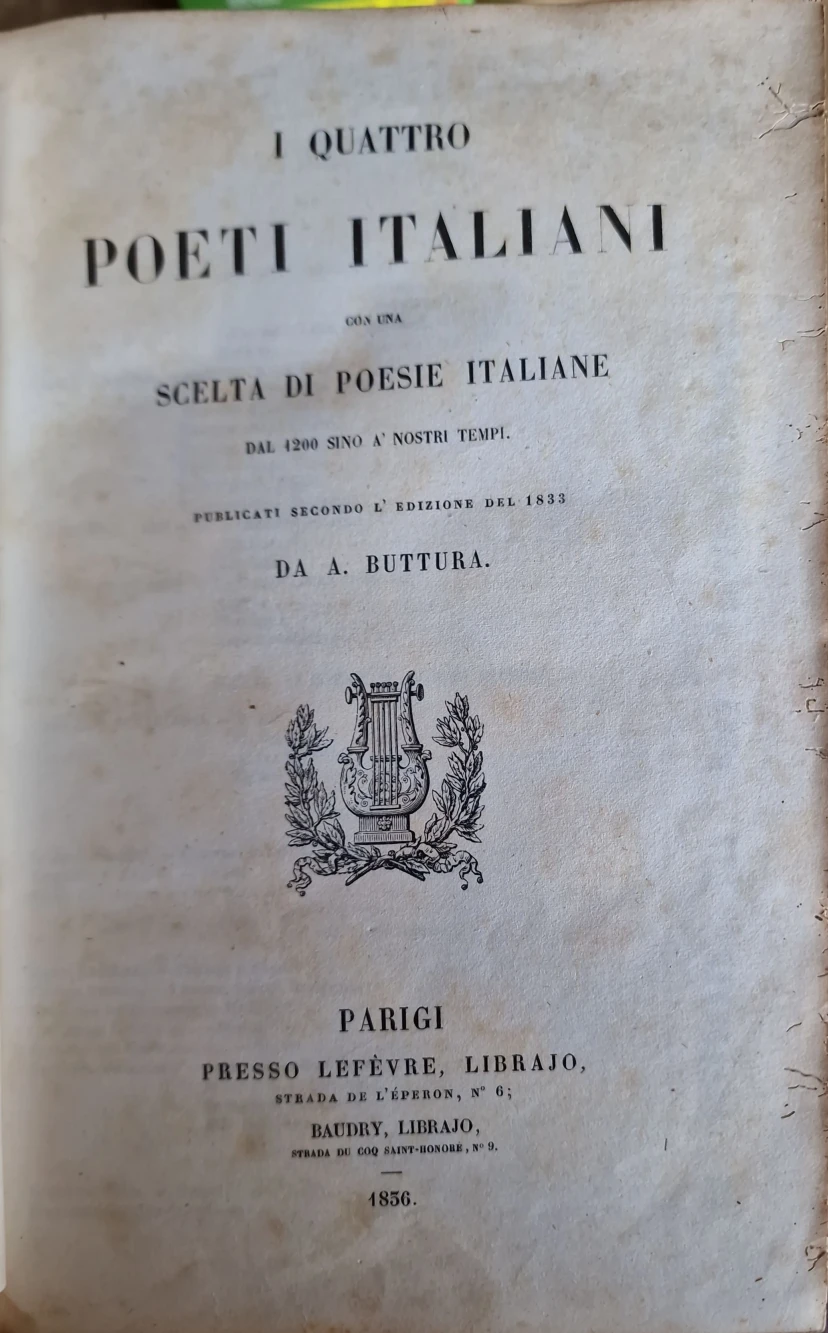 I QUATTRO
POETI ITALIANI
CON UNA
SCELTA DI POESIE ITALIANE
DAL 1200 SINO A' NOSTRI TEMPI.
PUBLICATI SECONDO L' EDIZIONE DEL 1833
DA A. BUTTURA.
PARIGI
PRESSO LEFÈVRE, LIBRAJO,
STRADA DE L'ÉPERON, Nº 6;
BAUDRY, LIBRAJO,
STRADA DU COQ SAINT-HONORÉ, Nº 9.
1836.